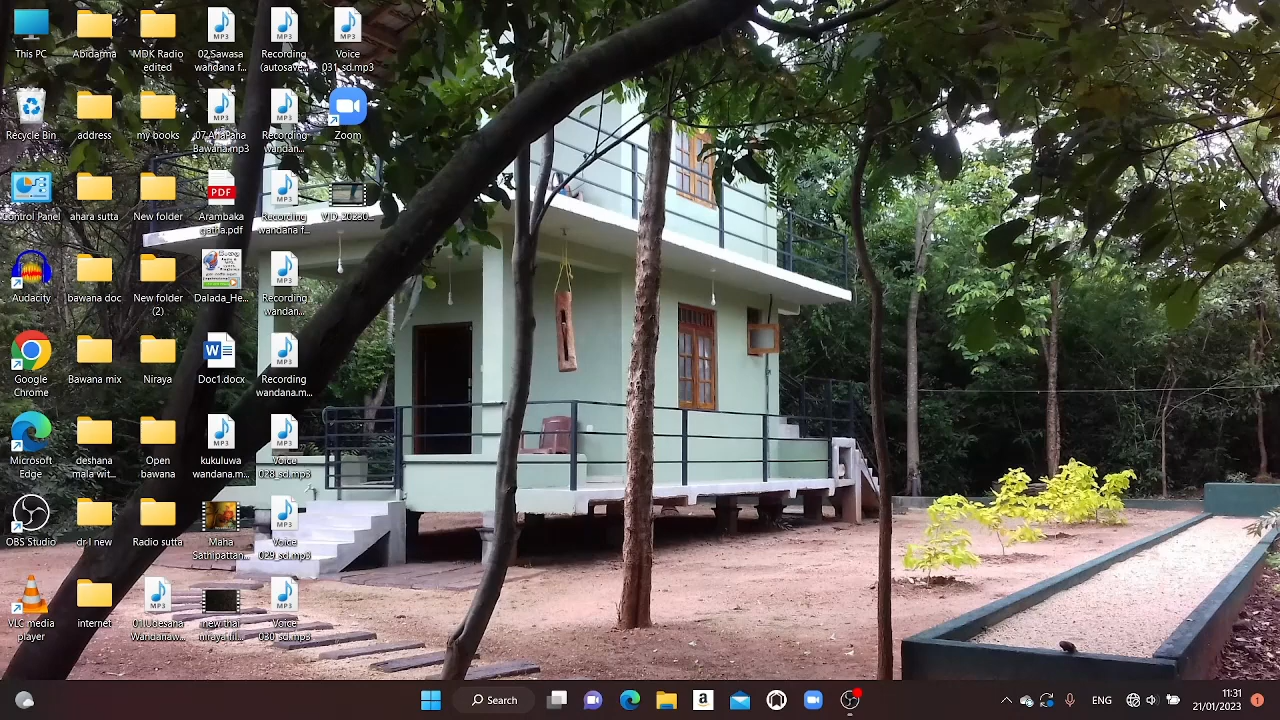 This PC
Abidarma
MDK Radio
edited
02.Sawasa
wandana f...
Recording
(autosave...
Voice
031_sd.mp3
Recycle Bin
address
my books
Bawana.mp3
Recording
wandan...
Zoom
Control Panel
ahara sutta
New folder
PDF
Arambaka
gatha.pdf
Recording
wandana f...
Audacity
bawana doc
New folder
(2)
Dalada_He...
Recording
wandan...
Google
Chrome
Bawana mix
Niraya
Doc1.docx
Recording
wandana.m...
Microsoft
Edge
deshana
mala wit...
Open
bawana
kukuluwa
wandana.m...
Voice
028_sd.mp3
OBS Studio
dr-l new
Radio sutta
Maha
Sathipattan...
Voice
029_sd.mp3
VLC media
player
internet
01.Udesana
Wandanaw...
new thai
niraya fil...
Voice
030_sd.mp3
Search
ENG
11:31
21/01/2023
1